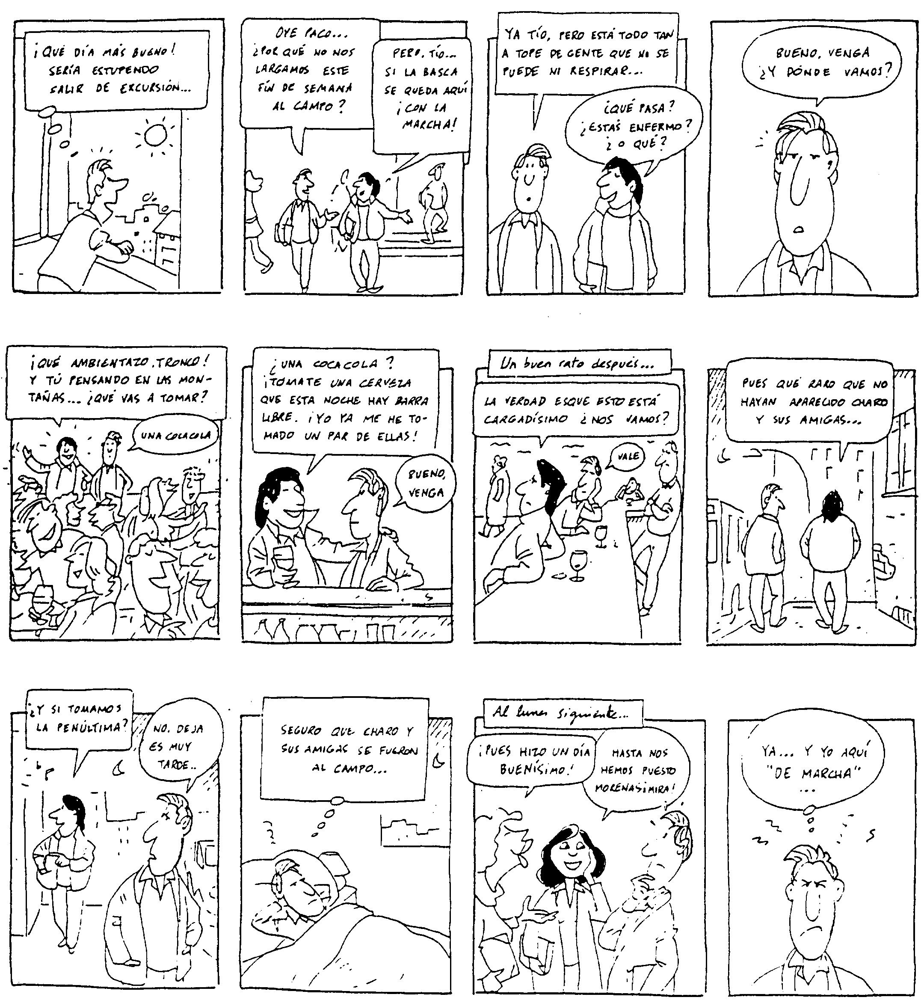 ¡QUÉ DÍA MÁS BUENO!
SERÍA ESTUPENDO
SALIR DE EXCURSIÓN...
OYE PACO...
¿POR QUÉ NO NOS
LARGAMOS ESTE
FÍN DE SEMANA
AL CAMPO?
PERO, TÍO...
SI LA BASCA
SE QUEDA AQUÍ
¡CON LA
MARCHA!
YA TÍO, PERO ESTÁ TODO TAN
A TOPE DE GENTE QUE NI SE
PUEDE NI RESPIRAR...
¿QUÉ PASA?
¿ESTÁS ENFERMO?
¿O QUÉ?
BUENO, VENGA
¿Y DÓNDE VAMOS?
¡QUÉ AMBIENTAZO, TRONCO!
Y TÚ PENSANDO EN LAS MON-
TAÑAS... ¿QUÉ VAS A TOMAR?
UNA COCACOLA
¿UNA COCACOLA?
¡TÓMATE UNA CERVEZA
QUE ESTA NOCHE HAY BARRA
LIBRE. ¡YO YA ME HE TO-
MADO UN PAR DE ELLAS!
BUENO,
VENGA
Un buen rato después...
LA VERDAD ESQUE ESTO ESTÁ
CARGADÍSIMO ¿NOS VAMOS?
VALE
PUES QUÉ RARO QUE NO
HAYAN APARECIDO CHARO
Y SUS AMIGAS...
¿Y SI TOMAMOS
LA PENÚLTIMA?
NO. DEJA
ES MUY
TARDE..
SEGURO QUE CHARO Y
SUS AMIGAS SE FUERON
AL CAMPO...
Al lunes siguiente...
¡PUES HIZO UN DÍA
BUENÍSIMO!
HASTA NOS
HEMOS PUESTO
MORENAS¡MIRA!
YA... Y YO AQUÍ
"DE MARCHA"
...